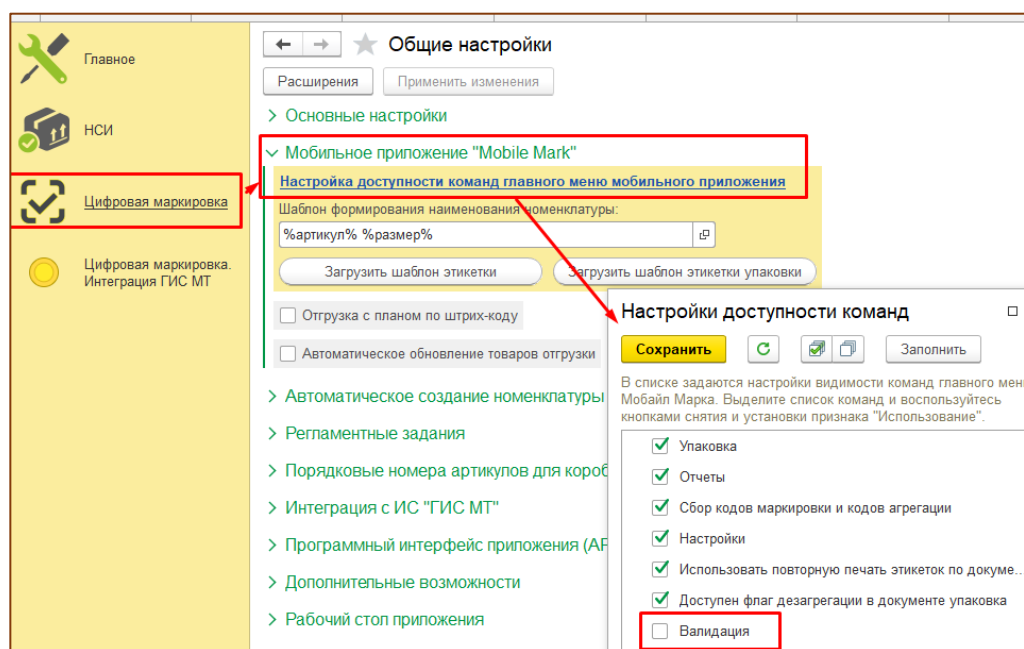 Главное
НСИ
Цифровая маркировка
Цифровая маркировка.
Интеграция ГИС МТ
Общие настройки
Расширения
Применить изменения
Основные настройки
Мобильное приложение "Mobile Mark"
Настройка доступности команд главного меню мобильного приложения
Шаблон формирования наименования номенклатуры:
%артикул% %размер%
Загрузить шаблон этикетки
Загрузить шаблон этикетки упаковки
Отгрузка с планом по штрих-коду
Автоматическое обновление товаров отгрузки
Автоматическое создание номенклатуры
Регламентные задания
Порядковые номера артикулов для короб
Интеграция с ИС "ГИС МТ"
Программный интерфейс приложения (AP
Дополнительные возможности
Рабочий стол приложения
Настройки доступности команд
Сохранить
Заполнить
В списке задаются настройки видимости команд главного мен
Мобайл Марка. Выделите список команд и воспользуйтесь
кнопками снятия и установки признака "Использование".
Упаковка
Отчеты
Сбор кодов маркировки и кодов агрегации
Настройки
Использовать повторную печать этикеток по докуме...
Доступен флаг дезагрегации в документе упаковка
Валидация